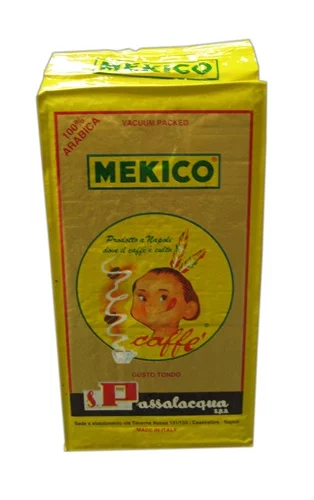 MEKICO
100%
ARABICA
VACUUM PACKED
MEKICO®
Prodotto a Napoli
dove il caffè è culto
caffè
GUSTO TONDO
S. Passalacqua
s.p.a.
MADE IN ITALY